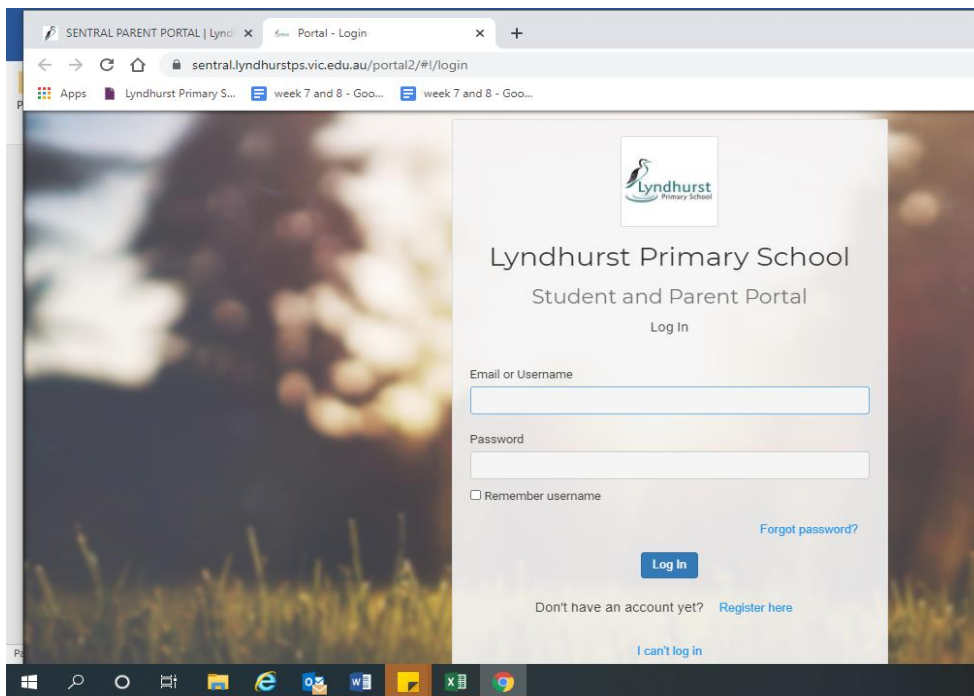 SENTRAL PARENT PORTAL | Lynd
Portal - Login
sentral.lyndhurstps.vic.edu.au/portal2/#!/login
Apps
Lyndhurst Primary S...
week 7 and 8 - Goo...
week 7 and 8 - Goo...
Lyndhurst
Primary School
Lyndhurst Primary School
Student and Parent Portal
Log In
Email or Username
Password
Remember username
Forgot password?
Log In
Don't have an account yet? Register here
I can't log in